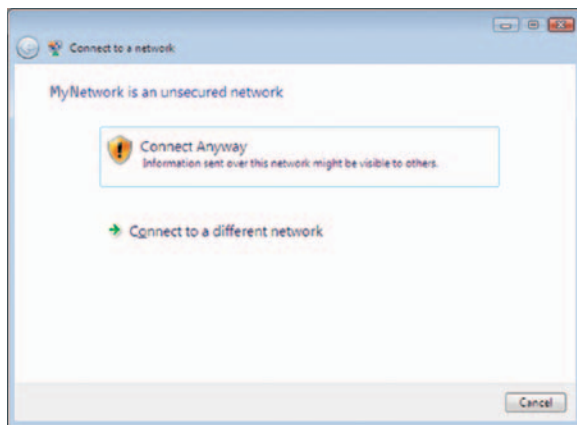 Connect to a network
MyNetwork is an unsecured network
Connect Anyway
Information sent over this network might be visible to others.
Connect to a different network
Cancel